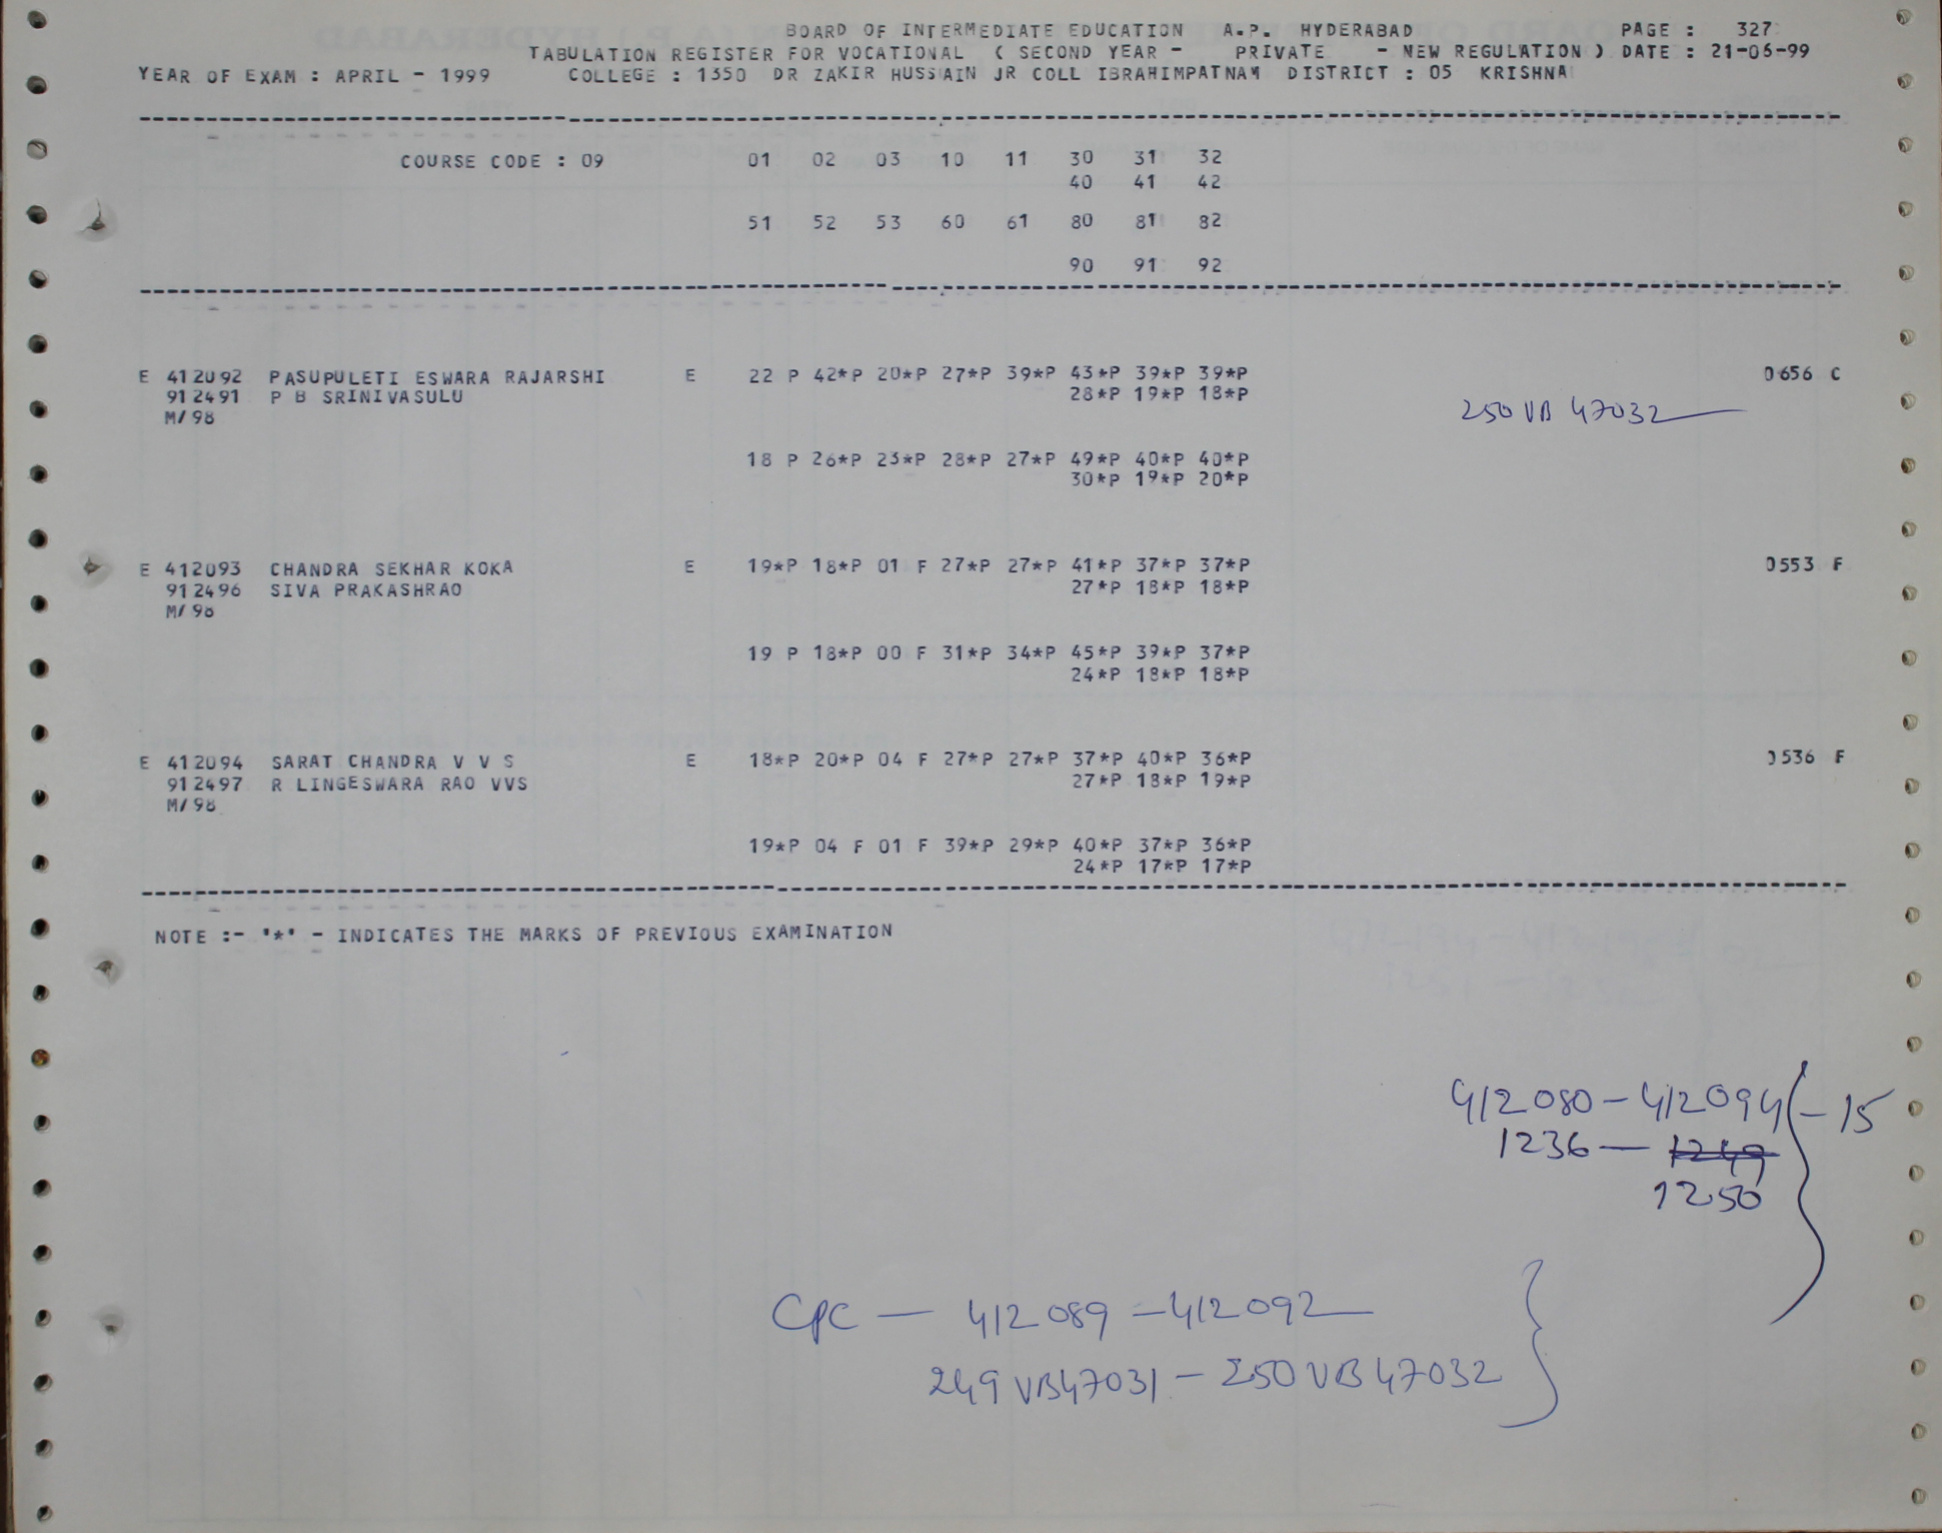 BOARD OF INTERMEDIATE EDUCATION A.P. HYDERABAD PAGE : 327
TABULATION REGISTER FOR VOCATIONAL ( SECOND YEAR - PRIVATE - NEW REGULATION ) DATE : 21-06-99
YEAR OF EXAM : APRIL - 1999 COLLEGE : 1350 DR ZAKIR HUSSAIN JR COLL IBRAHIMPATNAM DISTRICT : 05 KRISHNA
COURSE CODE : 09 01 02 03 10 11 30 31 32
40 41 42
51 52 53 60 61 80 81 82
90 91 92
E 412092 PASUPULETI ESWARA RAJARSHI E 22 P 42*P 20*P 27*P 39*P 43*P 39*P 39*P 0656 C
912491 P B SRINIVASULU 28*P 19*P 18*P
M/98 250 VB 47032
18 P 26*P 23*P 28*P 27*P 49*P 40*P 40*P
30*P 19*P 20*P
E 412093 CHANDRA SEKHAR KOKA E 19*P 18*P 01 F 27*P 27*P 41*P 37*P 37*P 0553 F
912496 SIVA PRAKASHRAO 27*P 18*P 18*P
M/98
19 P 18*P 00 F 31*P 34*P 45*P 39*P 37*P
24*P 18*P 18*P
E 412094 SARAT CHANDRA V V S E 18*P 20*P 04 F 27*P 27*P 37*P 40*P 36*P 0536 F
912497 R LINGESWARA RAO VVS 27*P 18*P 19*P
M/98
19*P 04 F 01 F 39*P 29*P 40*P 37*P 36*P
24*P 17*P 17*P
NOTE :- '*' - INDICATES THE MARKS OF PREVIOUS EXAMINATION
412080 - 412094 - 15
1236 - 1249
1250
CPC - 412089 - 412092
249 VB47031 - 250 VB 47032